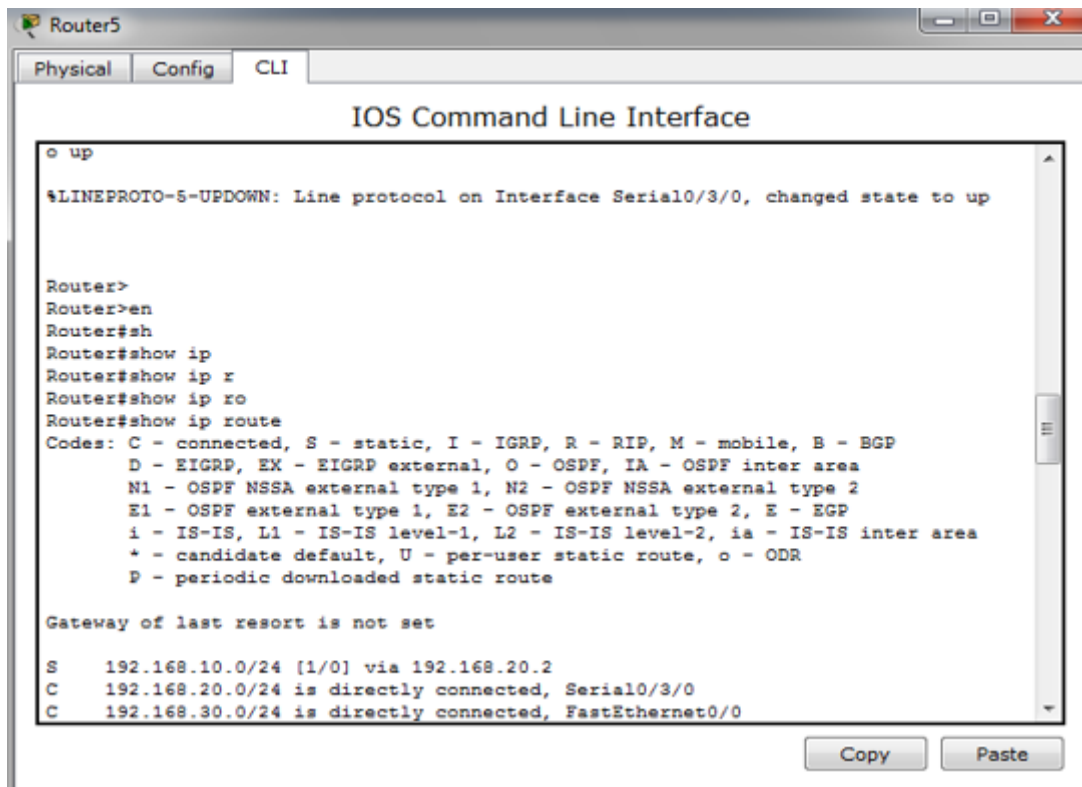 Router5
Physical Config CLI
IOS Command Line Interface
o up
%LINEPROTO-5-UPDOWN: Line protocol on Interface Serial0/3/0, changed state to up
Router>
Router>en
Router#sh
Router#show ip
Router#show ip r
Router#show ip ro
Router#show ip route
Codes: C - connected, S - static, I - IGRP, R - RIP, M - mobile, B - BGP
D - EIGRP, EX - EIGRP external, O - OSPF, IA - OSPF inter area
N1 - OSPF NSSA external type 1, N2 - OSPF NSSA external type 2
E1 - OSPF external type 1, E2 - OSPF external type 2, E - EGP
i - IS-IS, L1 - IS-IS level-1, L2 - IS-IS level-2, ia - IS-IS inter area
* - candidate default, U - per-user static route, o - ODR
P - periodic downloaded static route
Gateway of last resort is not set
S 192.168.10.0/24 [1/0] via 192.168.20.2
C 192.168.20.0/24 is directly connected, Serial0/3/0
C 192.168.30.0/24 is directly connected, FastEthernet0/0
Copy Paste